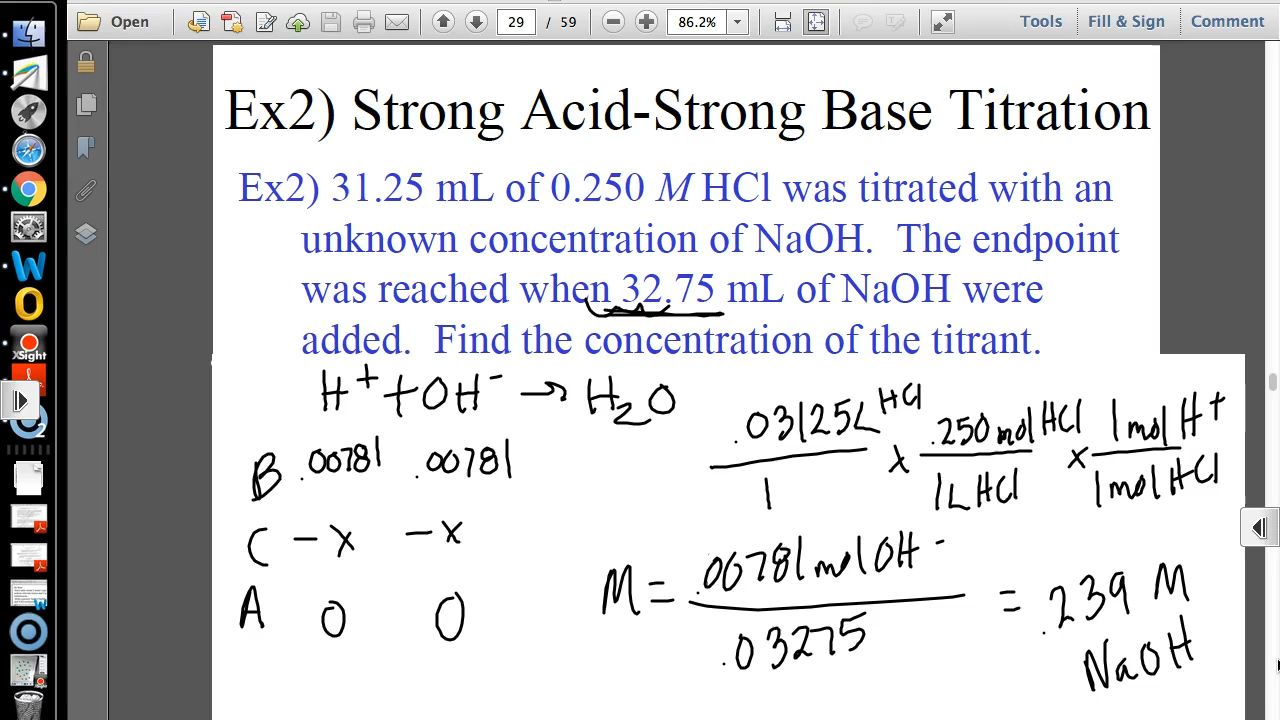 Open 29 / 59 86.2% Tools Fill & Sign Comment
Ex2) Strong Acid-Strong Base Titration
Ex2) 31.25 mL of 0.250 M HCl was titrated with an
unknown concentration of NaOH. The endpoint
was reached when 32.75 mL of NaOH were
added. Find the concentration of the titrant.
H+ + OH- → H2O
B .00781 .00781
C -x -x
A 0 0
.03125L HCl x .250 mol HCl x 1 mol H+
1 1L HCl 1 mol HCl
M = .00781 mol OH- = .239 M
.03275 NaOH
XSight
2